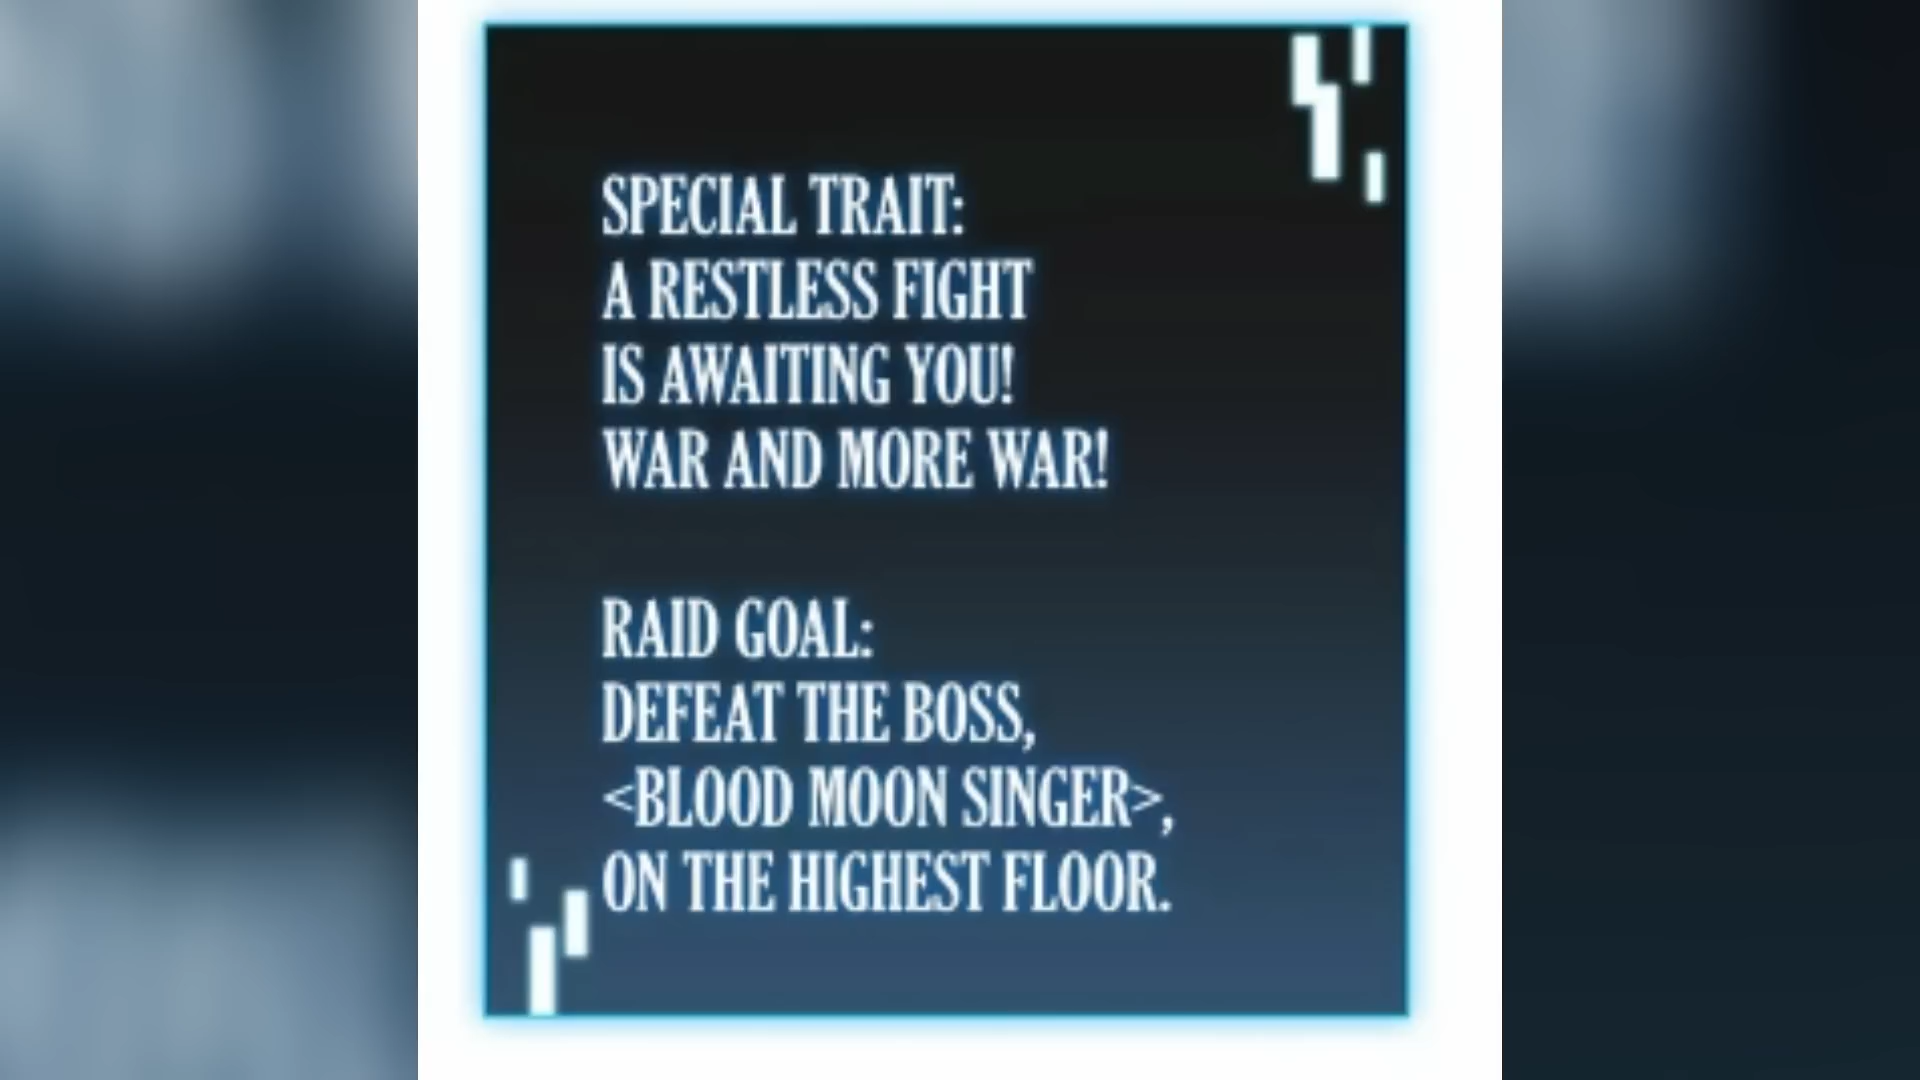 SPECIAL TRAIT:
A RESTLESS FIGHT
IS AWAITING YOU!
WAR AND MORE WAR!
RAID GOAL:
DEFEAT THE BOSS,
<BLOOD MOON SINGER>,
ON THE HIGHEST FLOOR.